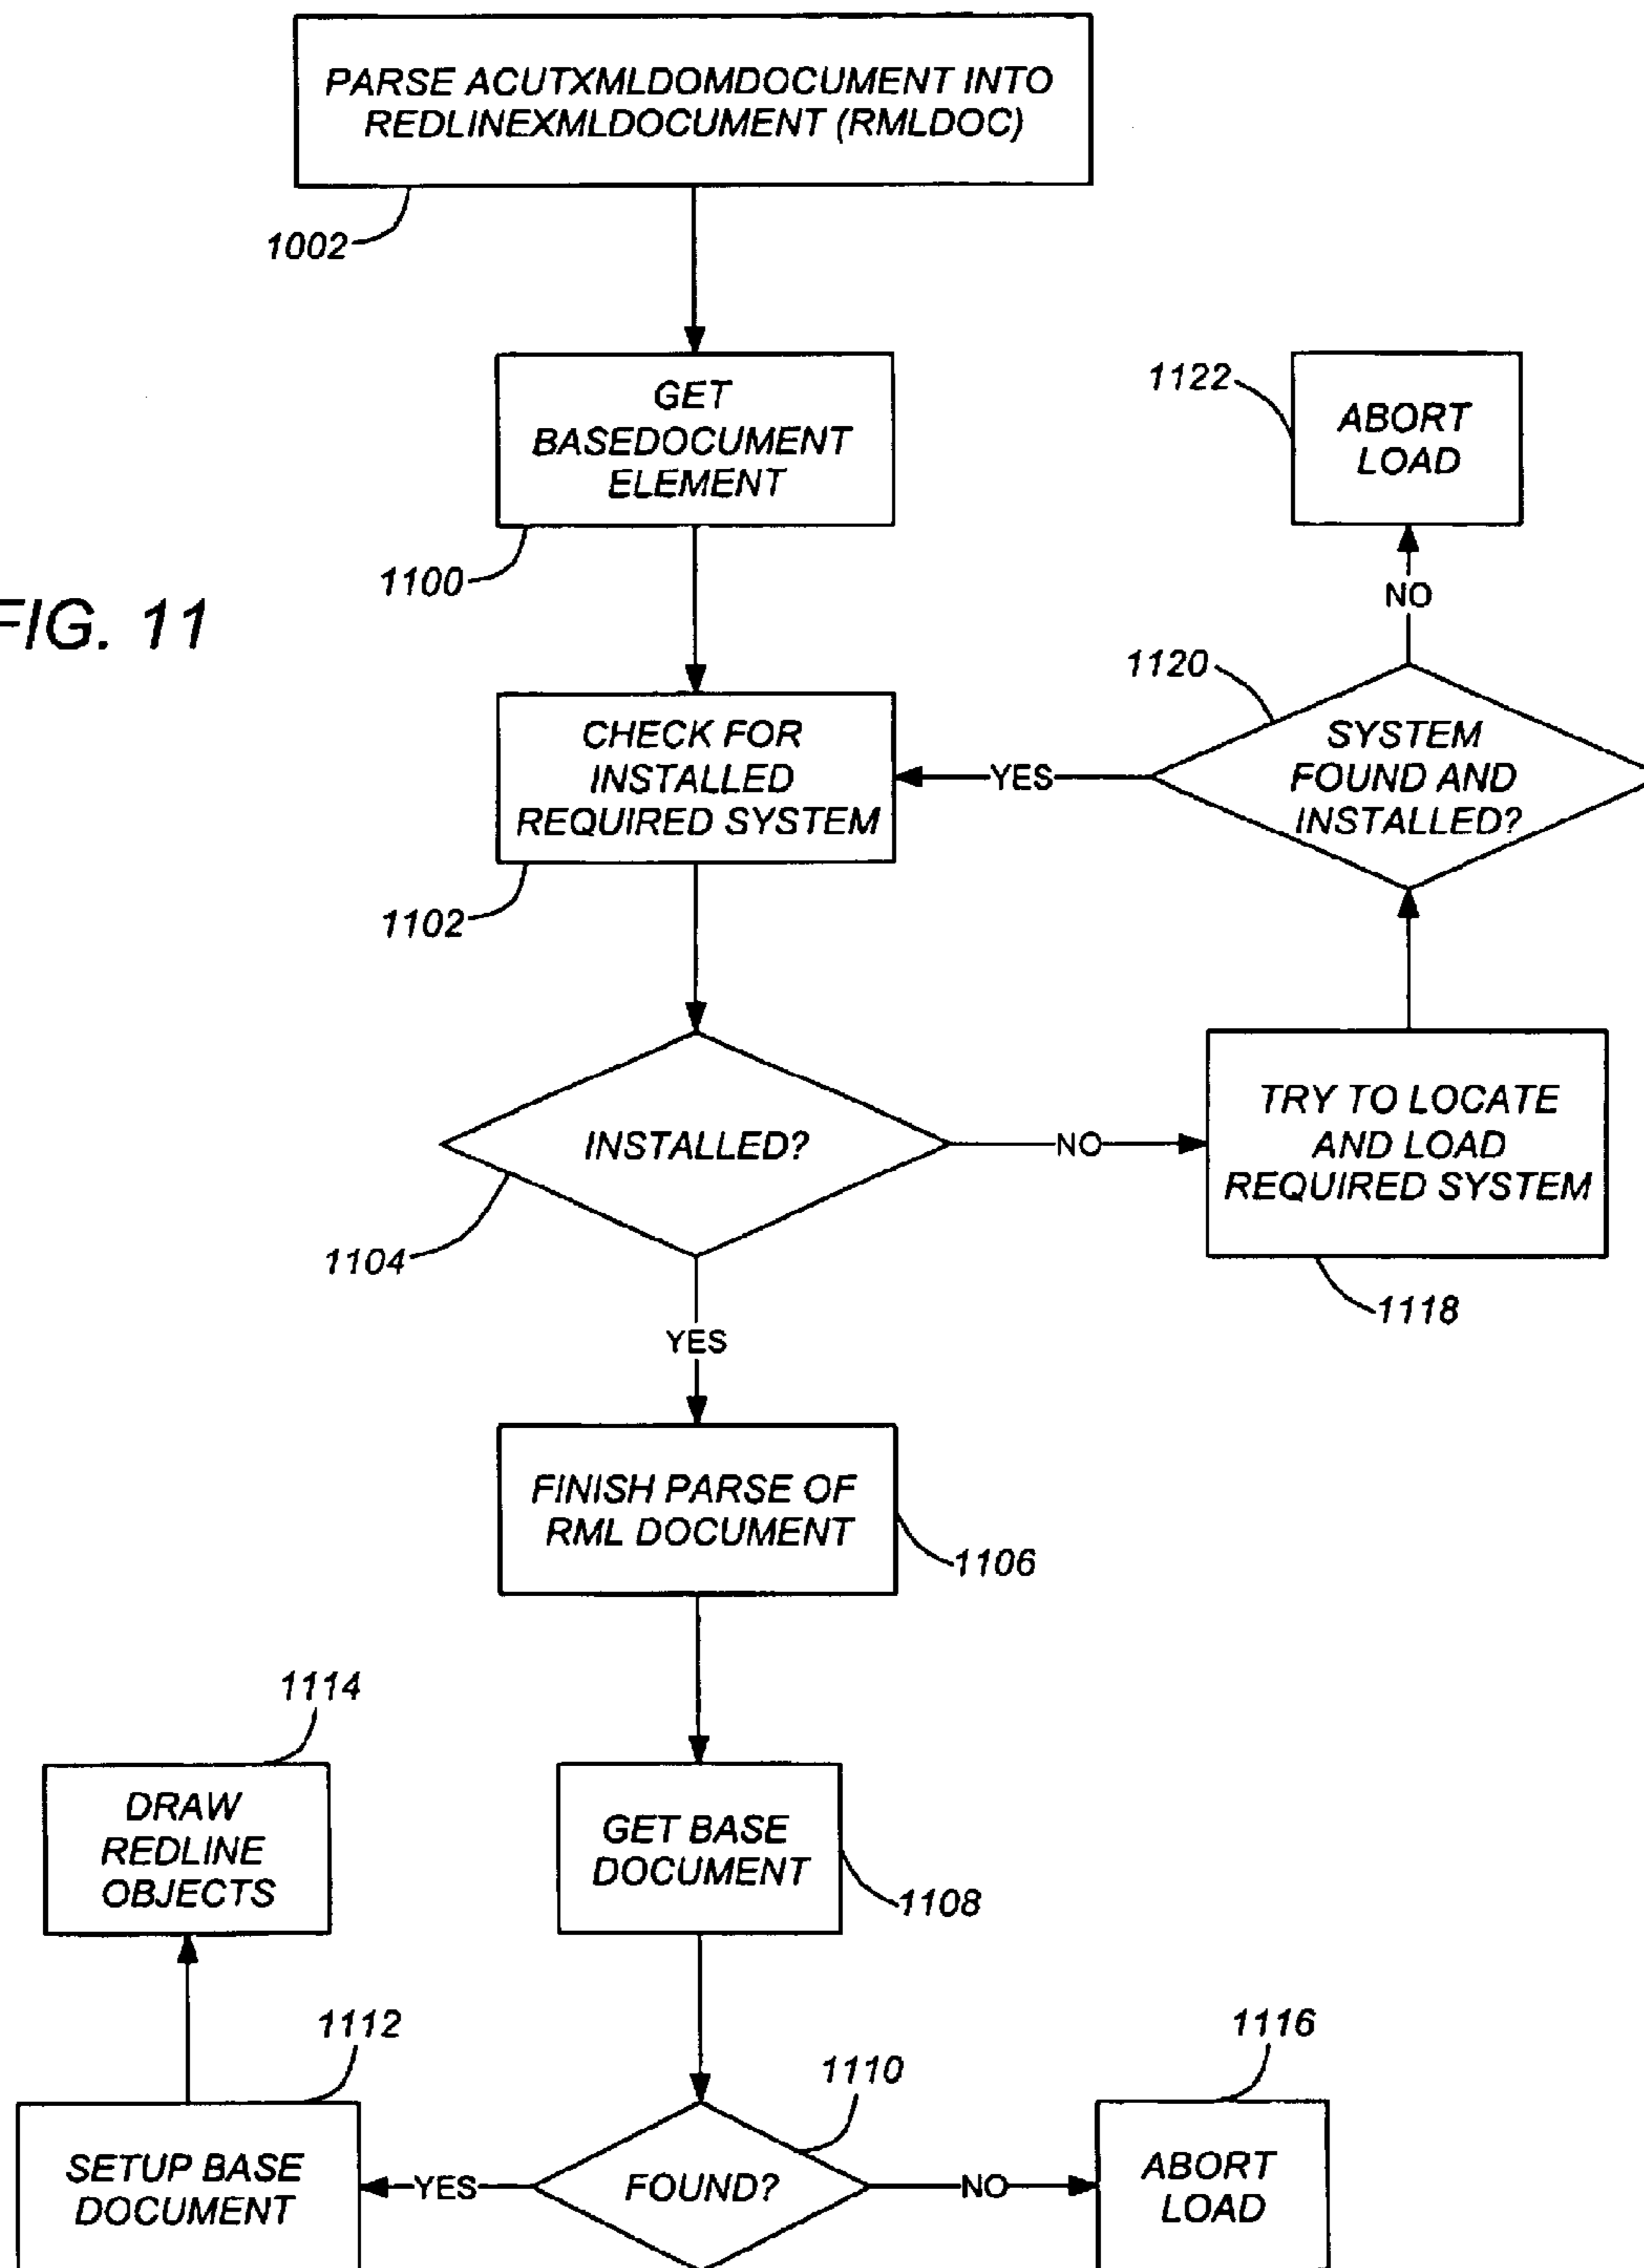 PARSE ACUTXMLDOMDOCUMENT INTO
REDLINEXMLDOCUMENT (RMLDOC)
1002
GET
BASEDOCUMENT
ELEMENT
1100
1122
ABORT
LOAD
NO
FIG. 11
1120
SYSTEM
FOUND AND
INSTALLED?
YES
CHECK FOR
INSTALLED
REQUIRED SYSTEM
1102
INSTALLED?
1104
NO
TRY TO LOCATE
AND LOAD
REQUIRED SYSTEM
1118
YES
FINISH PARSE OF
RML DOCUMENT
1106
1114
DRAW
REDLINE
OBJECTS
GET BASE
DOCUMENT
1108
1112
SETUP BASE
DOCUMENT
YES
1110
FOUND?
NO
1116
ABORT
LOAD